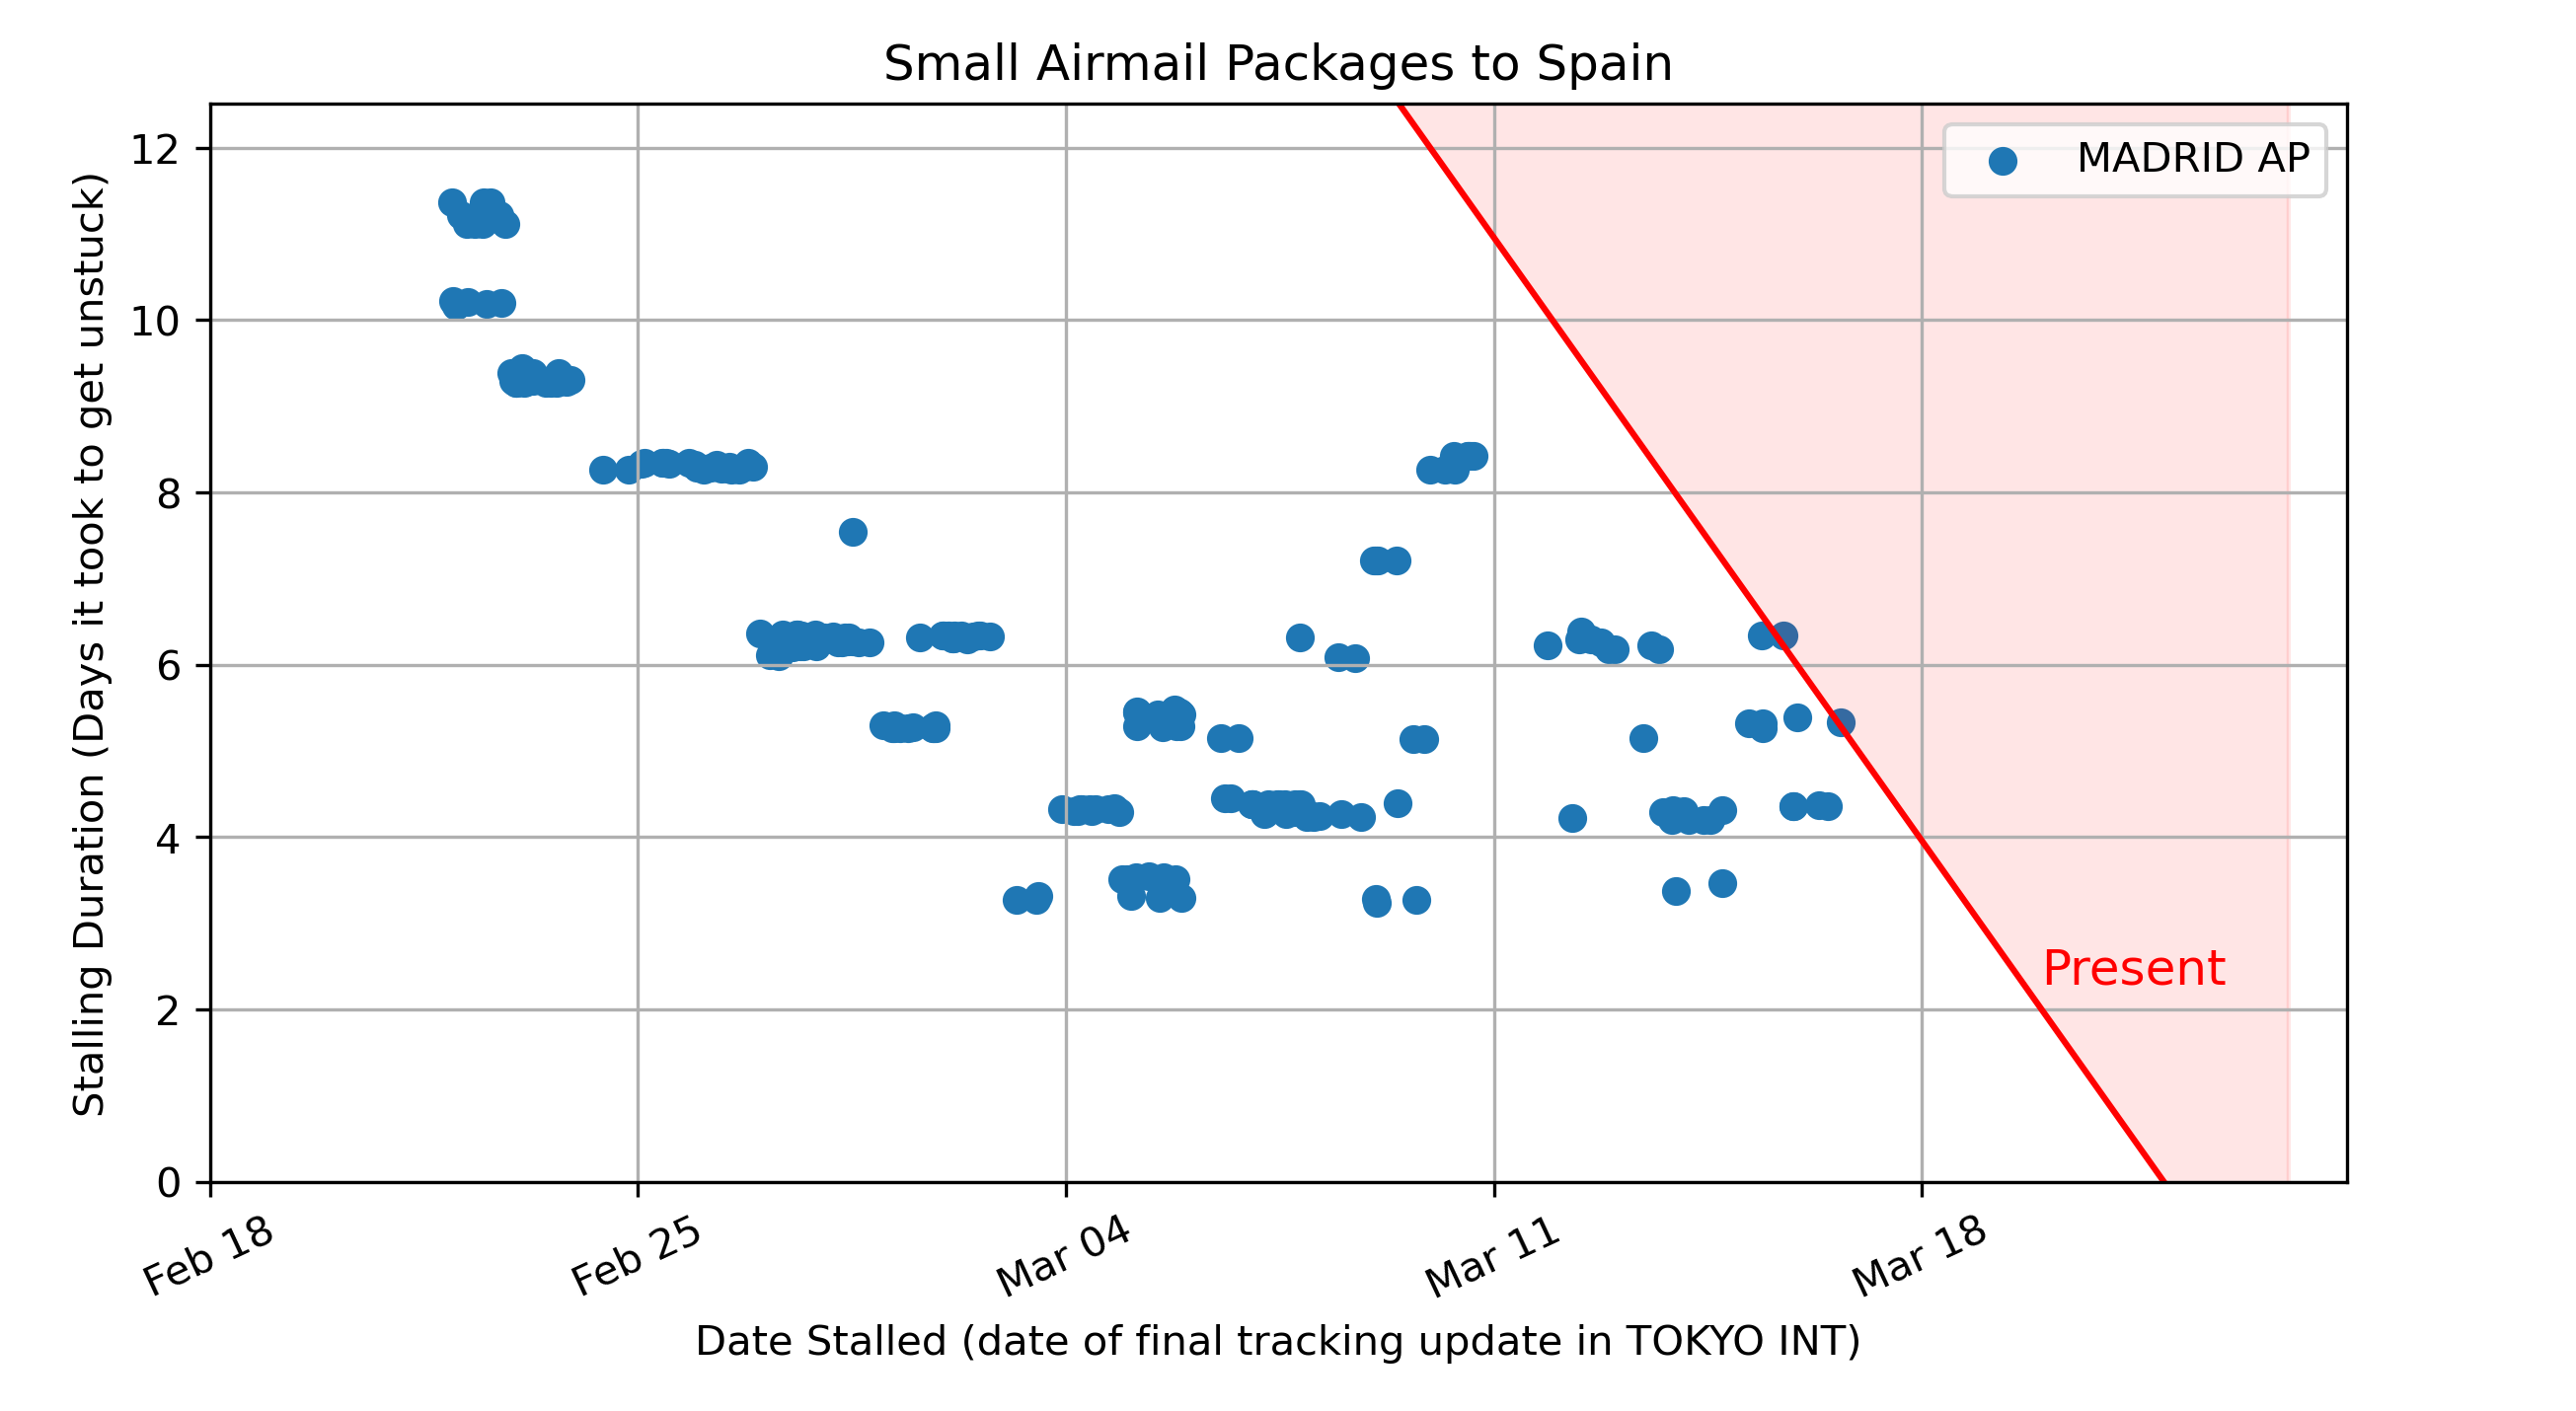 Small Airmail Packages to Spain
MADRID AP
12
10
8
6
4
2
0
Stalling Duration (Days it took to get unstuck)
Present
Feb 18
Feb 25
Mar 04
Mar 11
Mar 18
Date Stalled (date of final tracking update in TOKYO INT)